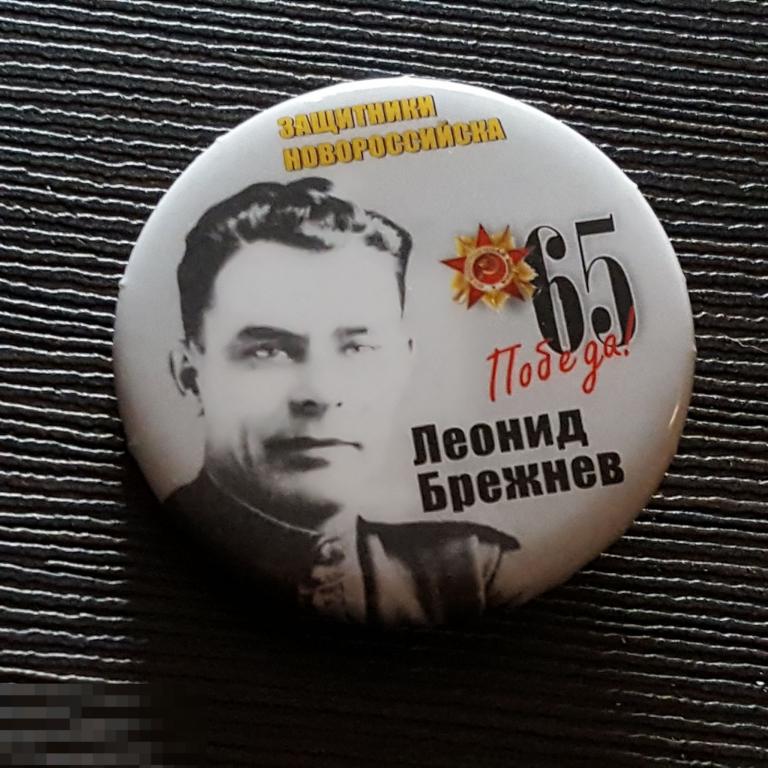 ЗАЩИТНИКИ
НОВОРОССИЙСКА
65
Победа!
Леонид
Брежнев